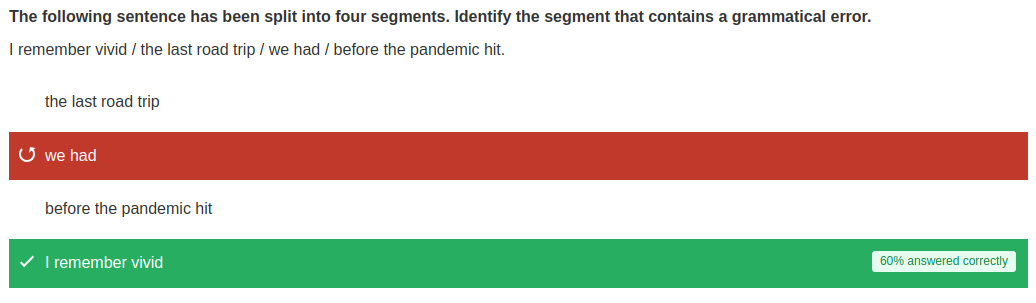 The following sentence has been split into four segments. Identify the segment that contains a grammatical error.
I remember vivid / the last road trip / we had / before the pandemic hit.
the last road trip
we had
before the pandemic hit
I remember vivid 60% answered correctly